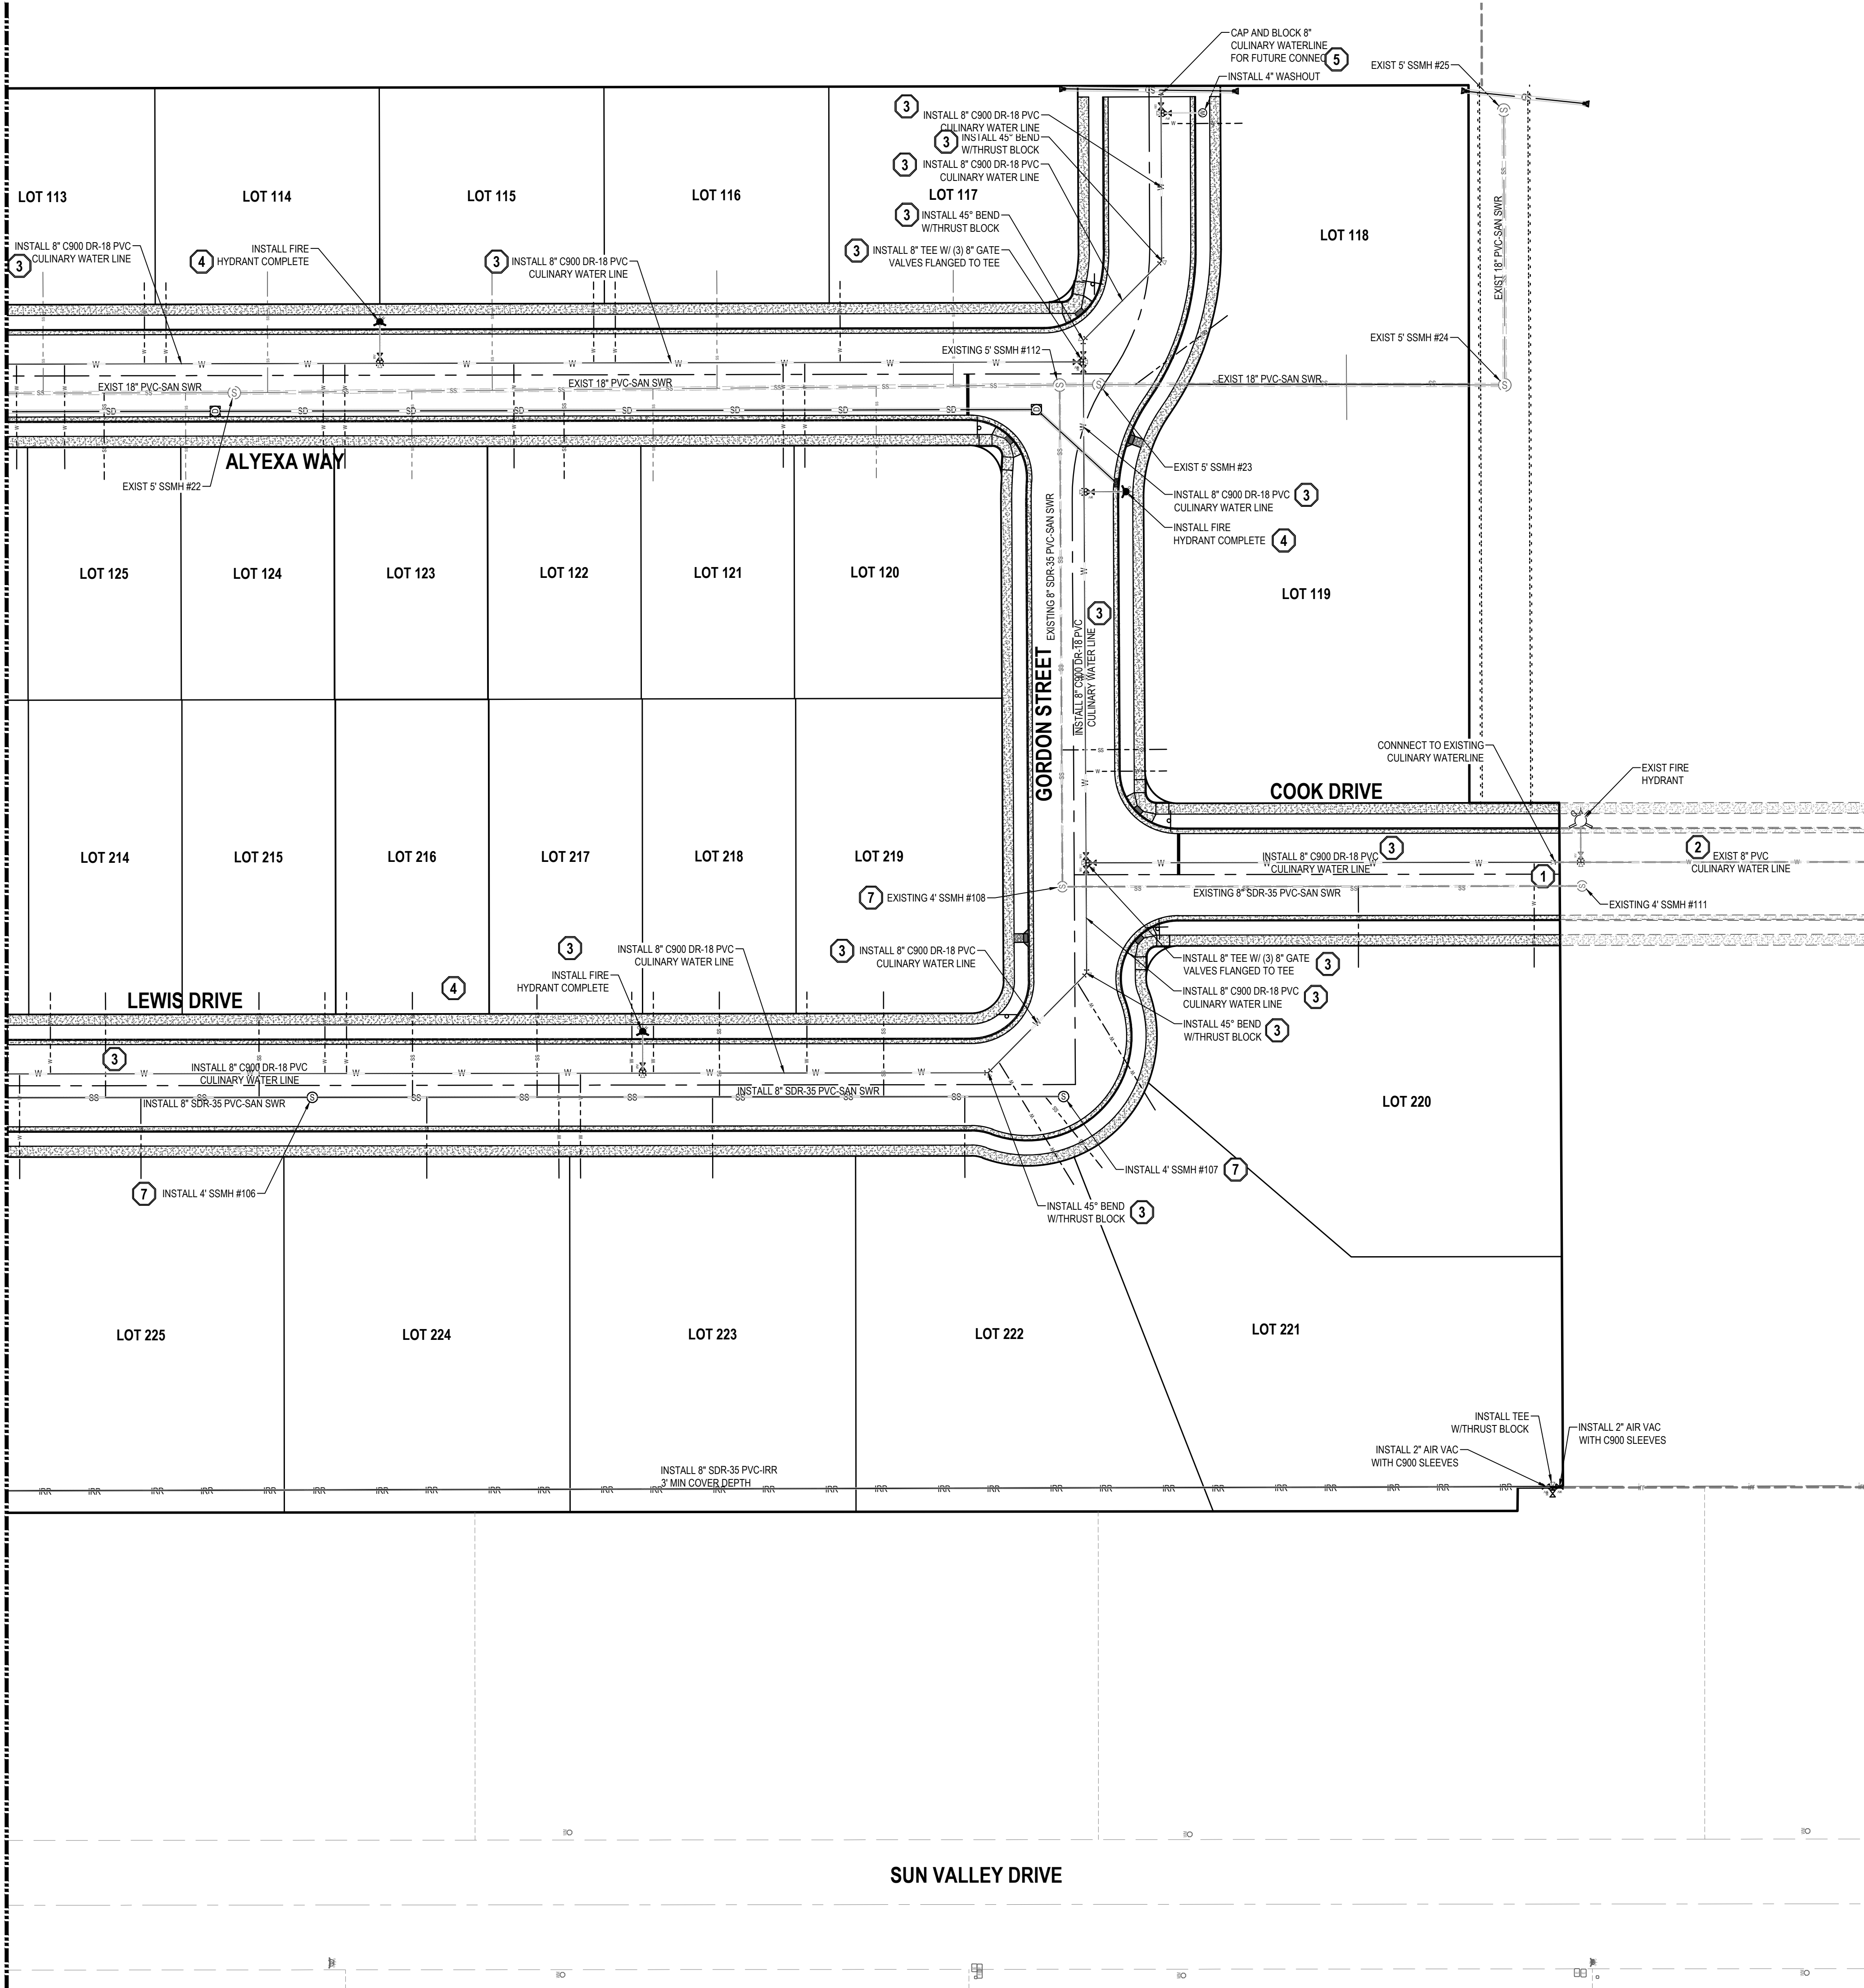 CAP AND BLOCK 8"
CULINARY WATERLINE
FOR FUTURE CONNEC
5
INSTALL 4" WASHOUT
EXIST 5' SSMH #25
3
INSTALL 8" C900 DR-18 PVC
CULINARY WATER LINE
3
INSTALL 45° BEND
W/THRUST BLOCK
3
INSTALL 8" C900 DR-18 PVC
CULINARY WATER LINE
LOT 113
LOT 114
LOT 115
LOT 116
LOT 117
LOT 118
3
INSTALL 45° BEND
W/THRUST BLOCK
3
INSTALL 8" TEE W/ (3) 8" GATE
VALVES FLANGED TO TEE
EXIST 18" PVC-SAN SWR
3
INSTALL 8" C900 DR-18 PVC
CULINARY WATER LINE
4
INSTALL FIRE
HYDRANT COMPLETE
3
INSTALL 8" C900 DR-18 PVC
CULINARY WATER LINE
EXISTING 5' SSMH #112
EXIST 5' SSMH #24
EXIST 18" PVC-SAN SWR
EXIST 18" PVC-SAN SWR
EXIST 18" PVC-SAN SWR
ALYEXA WAY
EXIST 5' SSMH #22
EXIST 5' SSMH #23
INSTALL 8" C900 DR-18 PVC
CULINARY WATER LINE
3
INSTALL FIRE
HYDRANT COMPLETE
4
EXISTING 8" SDR-35 PVC-SAN SWR
LOT 125
LOT 124
LOT 123
LOT 122
LOT 121
LOT 120
LOT 119
3
INSTALL 8" C900 DR-18 PVC
CULINARY WATER LINE
GORDON STREET
CONNNECT TO EXISTING
CULINARY WATERLINE
EXIST FIRE
HYDRANT
COOK DRIVE
LOT 214
LOT 215
LOT 216
LOT 217
LOT 218
LOT 219
INSTALL 8" C900 DR-18 PVC
CULINARY WATER LINE
3
1
2
EXIST 8" PVC
CULINARY WATER LINE
7
EXISTING 4' SSMH #108
EXISTING 8" SDR-35 PVC-SAN SWR
EXISTING 4' SSMH #111
3
INSTALL 8" C900 DR-18 PVC
CULINARY WATER LINE
3
INSTALL 8" C900 DR-18 PVC
CULINARY WATER LINE
INSTALL FIRE
HYDRANT COMPLETE
4
LEWIS DRIVE
INSTALL 8" TEE W/ (3) 8" GATE
VALVES FLANGED TO TEE
3
INSTALL 8" C900 DR-18 PVC
CULINARY WATER LINE
3
INSTALL 45° BEND
W/THRUST BLOCK
3
3
INSTALL 8" C900 DR-18 PVC
CULINARY WATER LINE
INSTALL 8" SDR-35 PVC-SAN SWR
INSTALL 8" SDR-35 PVC-SAN SWR
LOT 220
7
INSTALL 4' SSMH #106
INSTALL 4' SSMH #107
7
INSTALL 45° BEND
W/THRUST BLOCK
3
LOT 225
LOT 224
LOT 223
LOT 222
LOT 221
INSTALL TEE
W/THRUST BLOCK
INSTALL 2" AIR VAC
WITH C900 SLEEVES
INSTALL 2" AIR VAC
WITH C900 SLEEVES
INSTALL 8" SDR-35 PVC-IRR
3' MIN COVER DEPTH
SUN VALLEY DRIVE